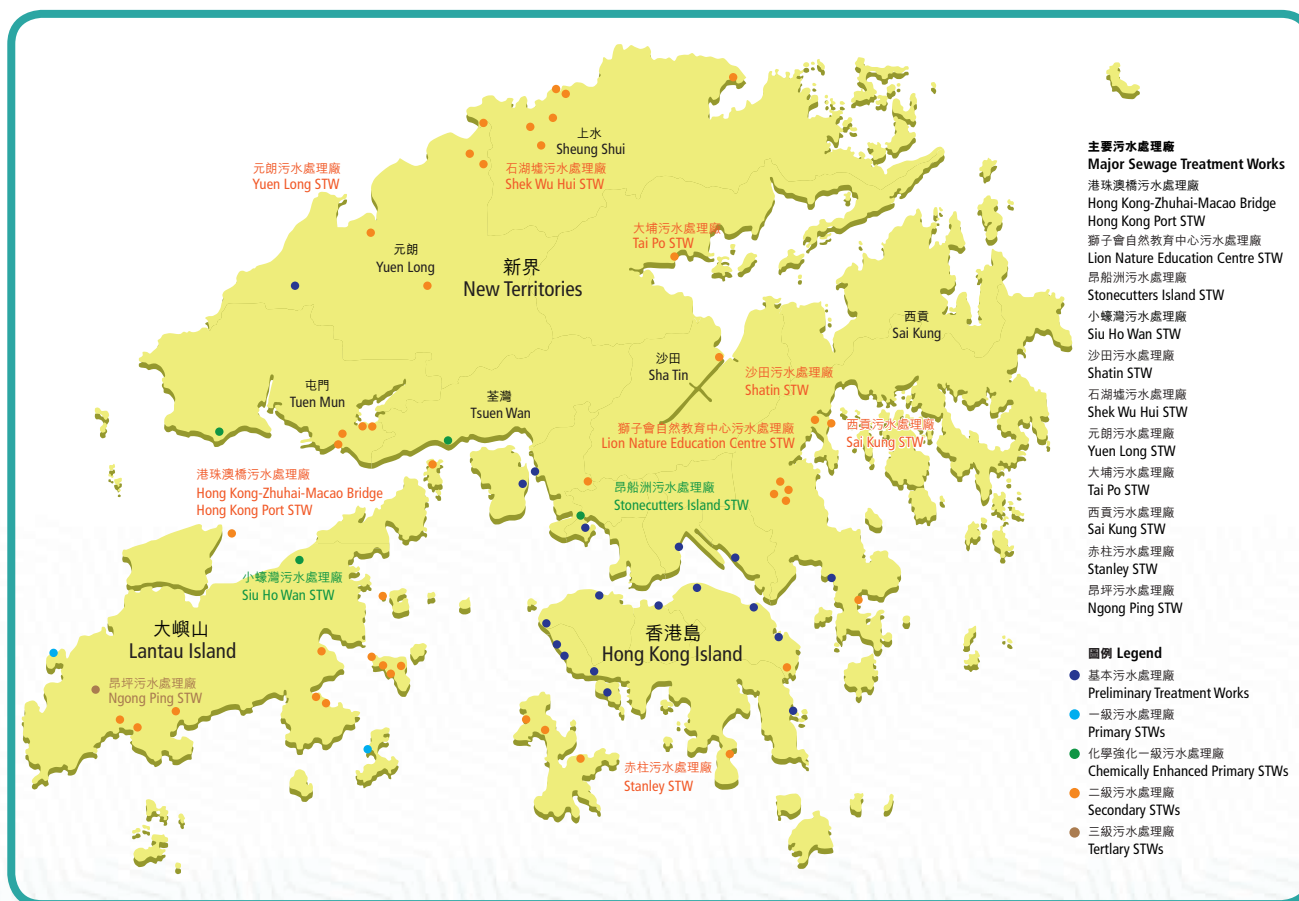 上水
Sheung Shui
元朗污水處理廠
Yuen Long STW
石湖墟污水處理廠
Shek Wu Hui STW
大埔污水處理廠
Tai Po STW
元朗
Yuen Long
新界
New Territories
西貢
Sai Kung
沙田
Sha Tin
沙田污水處理廠
Shatin STW
屯門
Tuen Mun
荃灣
Tsuen Wan
獅子會自然教育中心污水處理廠
Lion Nature Education Centre STW
西貢污水處理廠
Sai Kung STW
港珠澳橋污水處理廠
Hong Kong-Zhuhai-Macao Bridge
Hong Kong Port STW
昂船洲污水處理廠
Stonecutters Island STW
小蠔灣污水處理廠
Siu Ho Wan STW
大嶼山
Lantau Island
香港島
Hong Kong Island
昂坪污水處理廠
Ngong Ping STW
赤柱污水處理廠
Stanley STW
主要污水處理廠
Major Sewage Treatment Works
港珠澳橋污水處理廠
Hong Kong-Zhuhai-Macao Bridge
Hong Kong Port STW
獅子會自然教育中心污水處理廠
Lion Nature Education Centre STW
昂船洲污水處理廠
Stonecutters Island STW
小蠔灣污水處理廠
Siu Ho Wan STW
沙田污水處理廠
Shatin STW
石湖墟污水處理廠
Shek Wu Hui STW
元朗污水處理廠
Yuen Long STW
大埔污水處理廠
Tai Po STW
西貢污水處理廠
Sai Kung STW
赤柱污水處理廠
Stanley STW
昂坪污水處理廠
Ngong Ping STW
圖例 Legend
基本污水處理廠
Preliminary Treatment Works
一級污水處理廠
Primary STWs
化學強化一級污水處理廠
Chemically Enhanced Primary STWs
二級污水處理廠
Secondary STWs
三級污水處理廠
Tertlary STWs